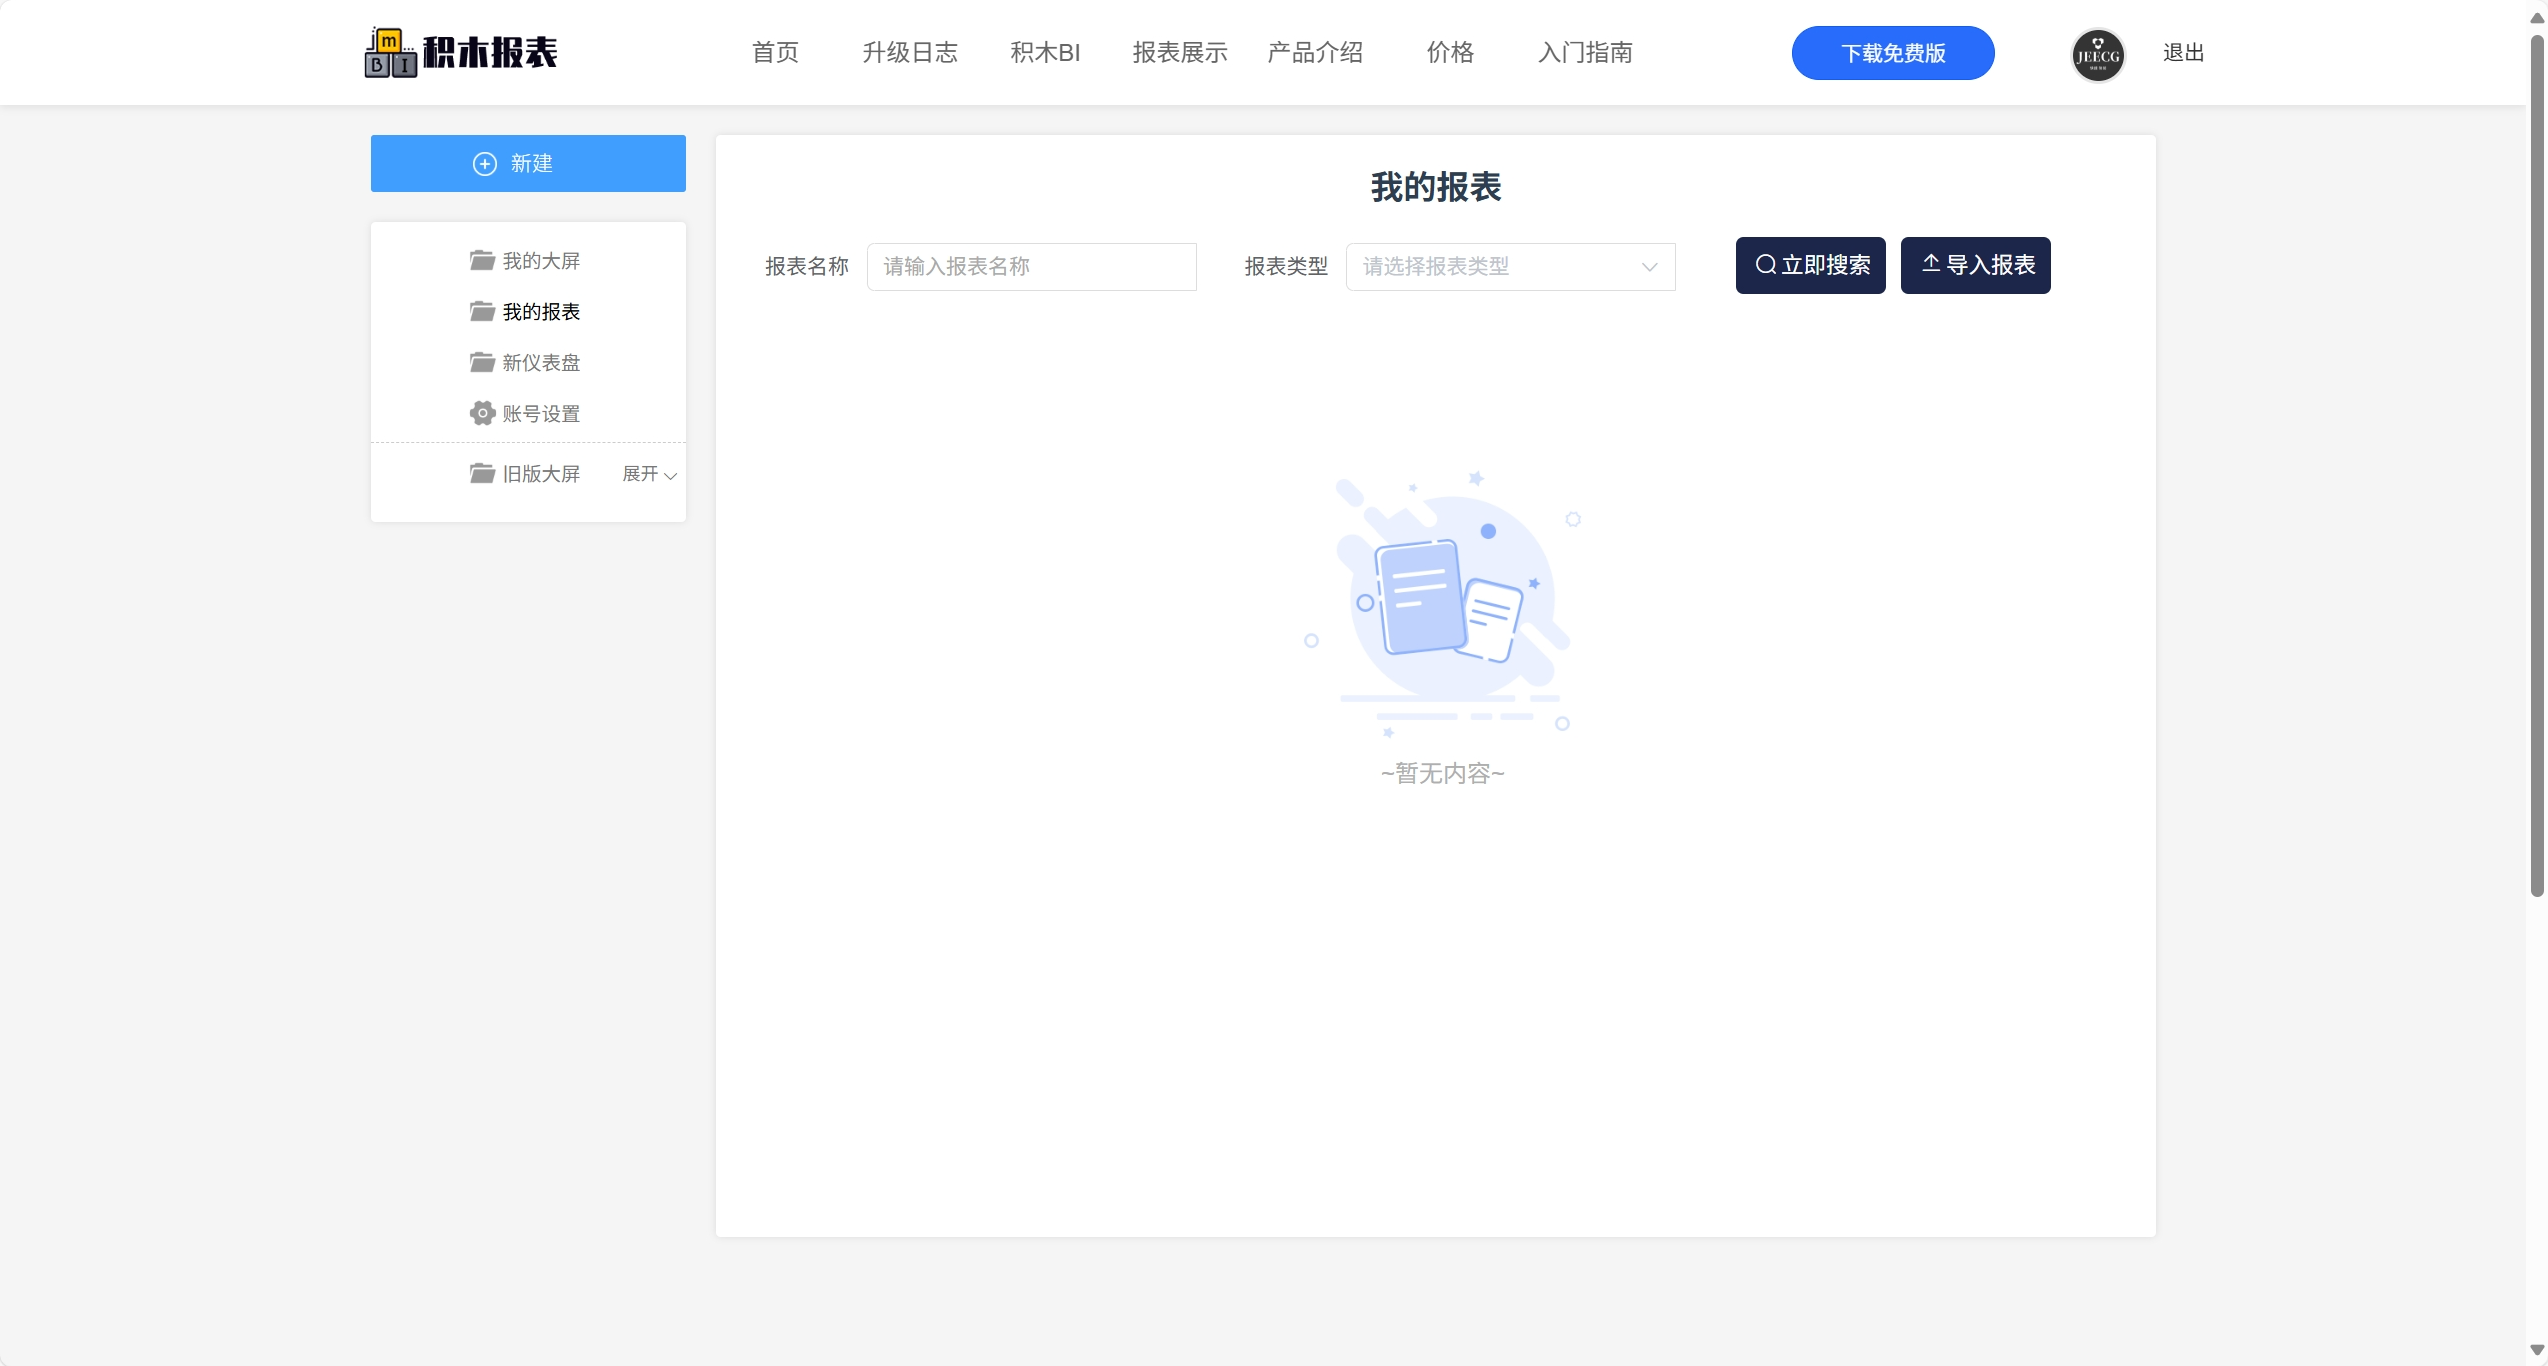 m
B I
积木报表
首页 升级日志 积木BI 报表展示 产品介绍 价格 入门指南
下载免费版
JEECG
退出
新建
我的大屏
我的报表
新仪表盘
账号设置
旧版大屏 展开
我的报表
报表名称 请输入报表名称 报表类型 请选择报表类型 立即搜索 导入报表
~暂无内容~